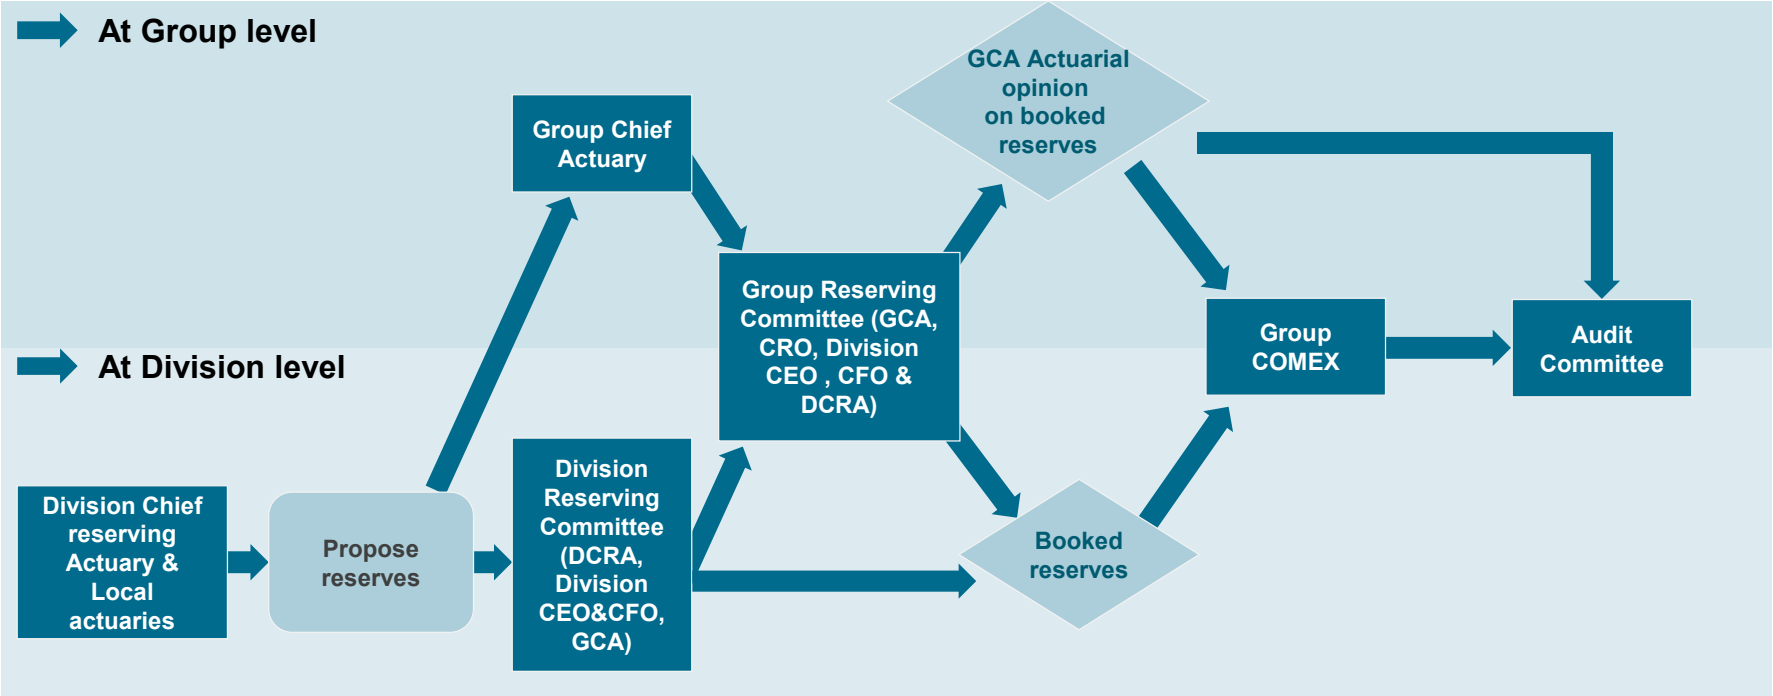 At Group level
GCA Actuarial
opinion
on booked
reserves
Group Chief
Actuary
Group Reserving
Committee (GCA,
CRO, Division
CEO , CFO &
DCRA)
Group
COMEX
Audit
Committee
At Division level
Division Chief
reserving
Actuary &
Local
actuaries
Propose
reserves
Division
Reserving
Committee
(DCRA,
Division
CEO&CFO,
GCA)
Booked
reserves